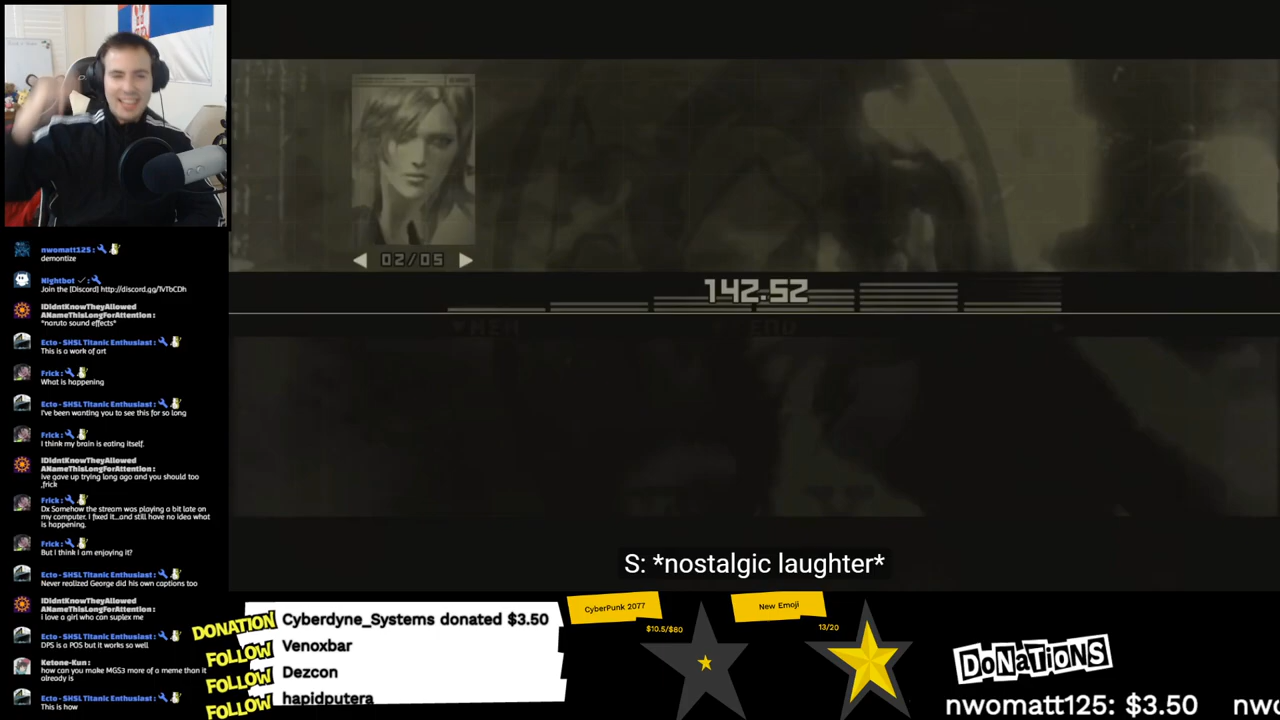 02/05
142.52
MEM
S: *nostalgic laughter*
nwomatt125 :
demontize
Nightbot ✓ :
Join the [Discord] http://discord.gg/1VTbCDh
IDidntKnowTheyAllowed
ANameThisLongForAttention :
*naruto sound effects*
Ecto - SHSL Titanic Enthusiast :
This is a work of art
Frick :
What is happening
Ecto - SHSL Titanic Enthusiast :
I've been wanting you to see this for so long
Frick :
I think my brain is eating itself.
IDidntKnowTheyAllowed
ANameThisLongForAttention :
Ive gave up trying long ago and you should too
,frick
Frick :
Dx Somehow the stream was playing a bit late on
my computer. I fixed it...and still have no idea what
is happening.
Frick :
But I think I am enjoying it?
Ecto - SHSL Titanic Enthusiast :
Never realized George did his own captions too
IDidntKnowTheyAllowed
ANameThisLongForAttention :
I love a girl who can suplex me
Ecto - SHSL Titanic Enthusiast :
DPS is a POS but it works so well
Ketone-Kun :
how can you make MGS3 more of a meme than it
already is
Ecto - SHSL Titanic Enthusiast :
This is how
DONATION Cyberdyne_Systems donated $3.50
FOLLOW Venoxbar
FOLLOW Dezcon
FOLLOW hapidputera
CyberPunk 2077
$10.5/$80
New Emoji
13/20
DONATIONS
nwomatt125: $3.50 nwo